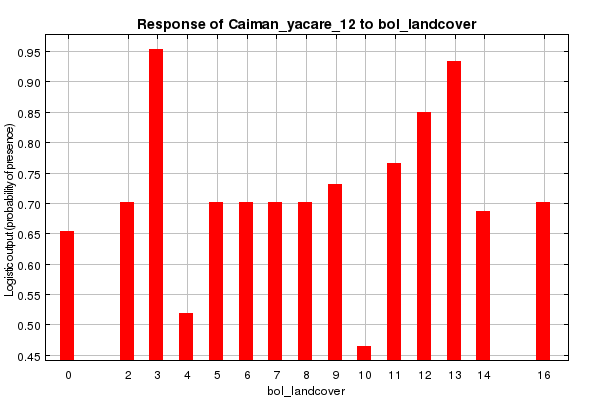 Response of Caiman_yacare_12 to bol_landcover
Logistic output (probability of presence)
0.95
0.90
0.85
0.80
0.75
0.70
0.65
0.60
0.55
0.50
0.45
0 2 3 4 5 6 7 8 9 10 11 12 13 14 16
bol_landcover